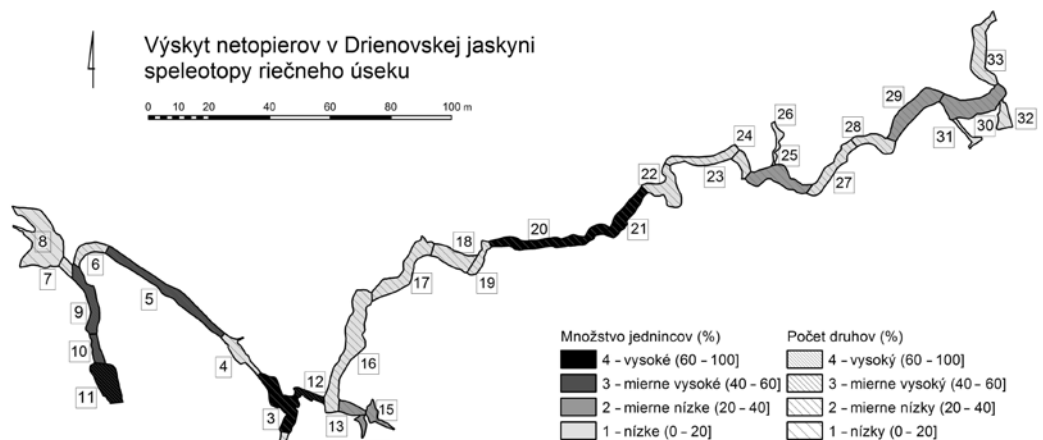 Výskyt netopierov v Drienovskej jaskyni
speleotopy riečneho úseku
0 10 20 40 60 80 100 m
33
29
26
24
28
32
30
31
25
22
23
27
21
20
18
8
6
19
7
17
5
9
4
16
10
12
11
15
3
13
Množstvo jednincov (%)
4 - vysoké (60 - 100]
3 - mierne vysoké (40 - 60]
2 - mierne nízke (20 - 40]
1 - nízke (0 - 20]
Počet druhov (%)
4 - vysoký (60 - 100]
3 - mierne vysoký (40 - 60]
2 - mierne nízky (20 - 40]
1 - nízky (0 - 20]